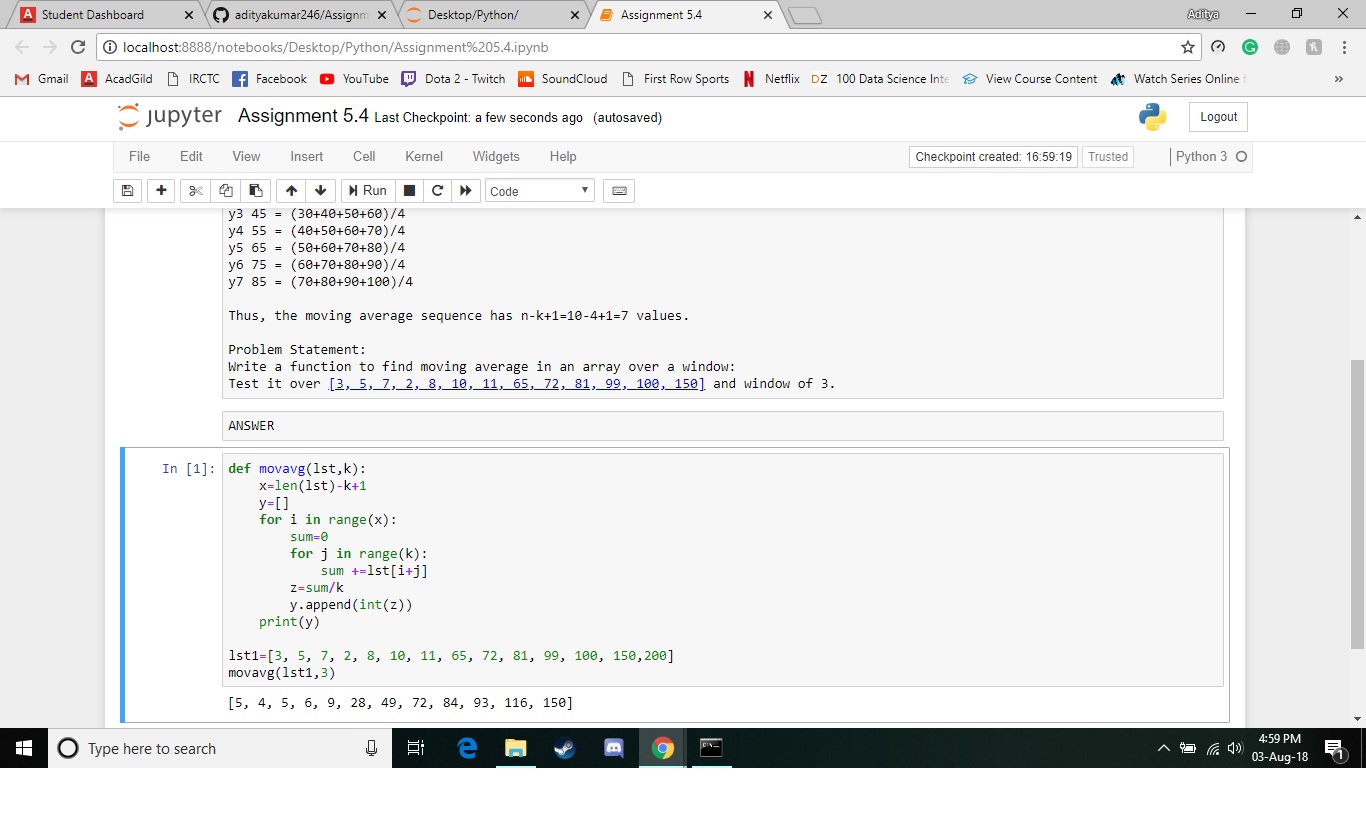 Student Dashboard
adityakumar246/Assignm
Desktop/Python/
Assignment 5.4
Aditya
localhost:8888/notebooks/Desktop/Python/Assignment%205.4.ipynb
Gmail
AcadGild
IRCTC
Facebook
YouTube
Dota 2 - Twitch
SoundCloud
First Row Sports
Netflix
DZ 100 Data Science Inte
View Course Content
Watch Series Online
»
jupyter Assignment 5.4 Last Checkpoint: a few seconds ago (autosaved)
Logout
File Edit View Insert Cell Kernel Widgets Help
Checkpoint created: 16:59:19
Trusted
Python 3
Run
Code
y3 45 = (30+40+50+60)/4
y4 55 = (40+50+60+70)/4
y5 65 = (50+60+70+80)/4
y6 75 = (60+70+80+90)/4
y7 85 = (70+80+90+100)/4
Thus, the moving average sequence has n-k+1=10-4+1=7 values.
Problem Statement:
Write a function to find moving average in an array over a window:
Test it over [3, 5, 7, 2, 8, 10, 11, 65, 72, 81, 99, 100, 150] and window of 3.
ANSWER
In [1]:
def movavg(lst,k):
    x=len(lst)-k+1
    y=[]
    for i in range(x):
        sum=0
        for j in range(k):
            sum +=lst[i+j]
        z=sum/k
        y.append(int(z))
    print(y)
lst1=[3, 5, 7, 2, 8, 10, 11, 65, 72, 81, 99, 100, 150,200]
movavg(lst1,3)
[5, 4, 5, 6, 9, 28, 49, 72, 84, 93, 116, 150]
Type here to search
4:59 PM
03-Aug-18
1